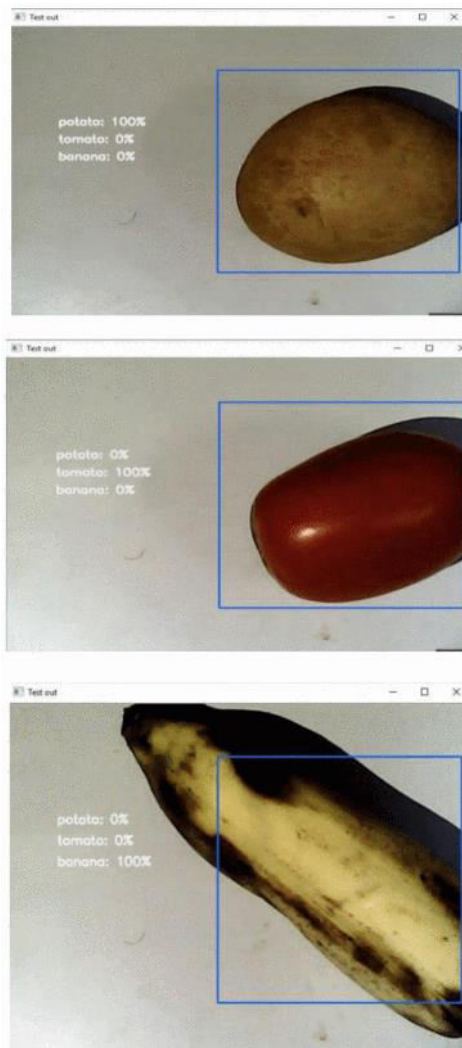 Test out
potato: 100%
tomato: 0%
banana: 0%
Test out
potato: 0%
tomato: 100%
banana: 0%
Test out
potato: 0%
tomato: 0%
banana: 100%